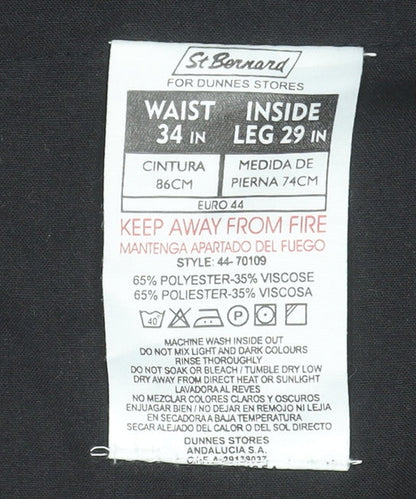 St Bernard
FOR DUNNES STORES
WAIST 34 IN
INSIDE LEG 29 IN
CINTURA 86CM
MEDIDA DE PIERNA 74CM
EURO 44
KEEP AWAY FROM FIRE
MANTENGA APARTADO DEL FUEGO
STYLE: 44-70109
65% POLYESTER-35% VISCOSE
65% POLIESTER-35% VISCOSA
40 P
MACHINE WASH INSIDE OUT
DO NOT MIX LIGHT AND DARK COLOURS
RINSE THOROUGHLY
DO NOT SOAK OR BLEACH / TUMBLE DRY LOW
DRY AWAY FROM DIRECT HEAT OR SUNLIGHT
LAVADORA AL REVES
NO MEZCLAR COLORES CLAROS Y OSCUROS
ENJUAGAR BIEN / NO DEJAR EN REMOJO NI LEJIA
EN SECADORA A BAJA TEMPERATURA
SECAR ALEJADO DEL CALOR O DEL SOL DIRECTO
DUNNES STORES
ANDALUCIA S.A.